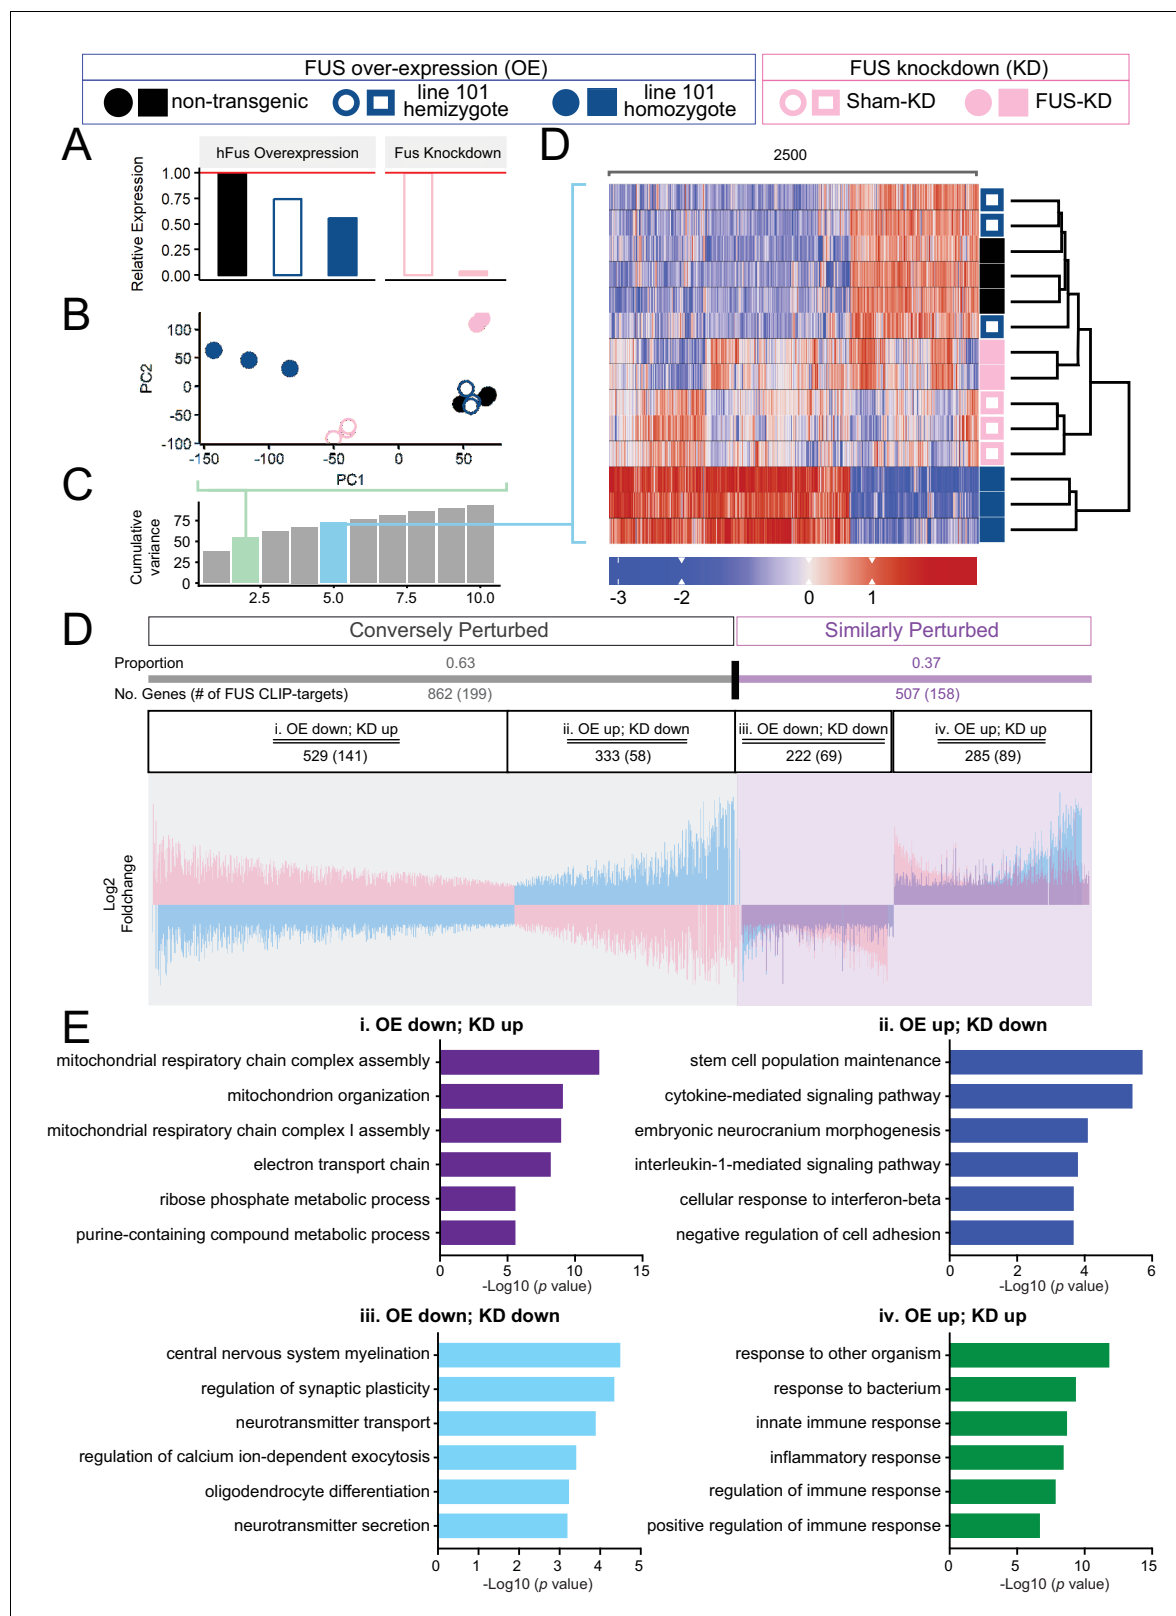 FUS over-expression (OE)
FUS knockdown (KD)
non-transgenic
line 101
hemizygote
line 101
homozygote
Sham-KD
FUS-KD
A
hFus Overexpression
Fus Knockdown
Relative Expression
1.00
0.75
0.50
0.25
0.00
B
PC2
100
50
0
-50
-100
-150
-100
-50
0
50
PC1
C
Cumulative
variance
75
50
25
0
2.5
5.0
7.5
10.0
D
2500
-3
-2
0
1
D
Conversely Perturbed
Similarly Perturbed
Proportion
0.63
0.37
No. Genes (# of FUS CLIP-targets)
862 (199)
507 (158)
i. OE down; KD up
529 (141)
ii. OE up; KD down
333 (58)
iii. OE down; KD down
222 (69)
iv. OE up; KD up
285 (89)
Log2
Foldchange
E
i. OE down; KD up
mitochondrial respiratory chain complex assembly
mitochondrion organization
mitochondrial respiratory chain complex I assembly
electron transport chain
ribose phosphate metabolic process
purine-containing compound metabolic process
0
5
10
15
-Log10 (p value)
ii. OE up; KD down
stem cell population maintenance
cytokine-mediated signaling pathway
embryonic neurocranium morphogenesis
interleukin-1-mediated signaling pathway
cellular response to interferon-beta
negative regulation of cell adhesion
0
2
4
6
-Log10 (p value)
iii. OE down; KD down
central nervous system myelination
regulation of synaptic plasticity
neurotransmitter transport
regulation of calcium ion-dependent exocytosis
oligodendrocyte differentiation
neurotransmitter secretion
0
1
2
3
4
5
-Log10 (p value)
iv. OE up; KD up
response to other organism
response to bacterium
innate immune response
inflammatory response
regulation of immune response
positive regulation of immune response
0
5
10
15
-Log10 (p value)